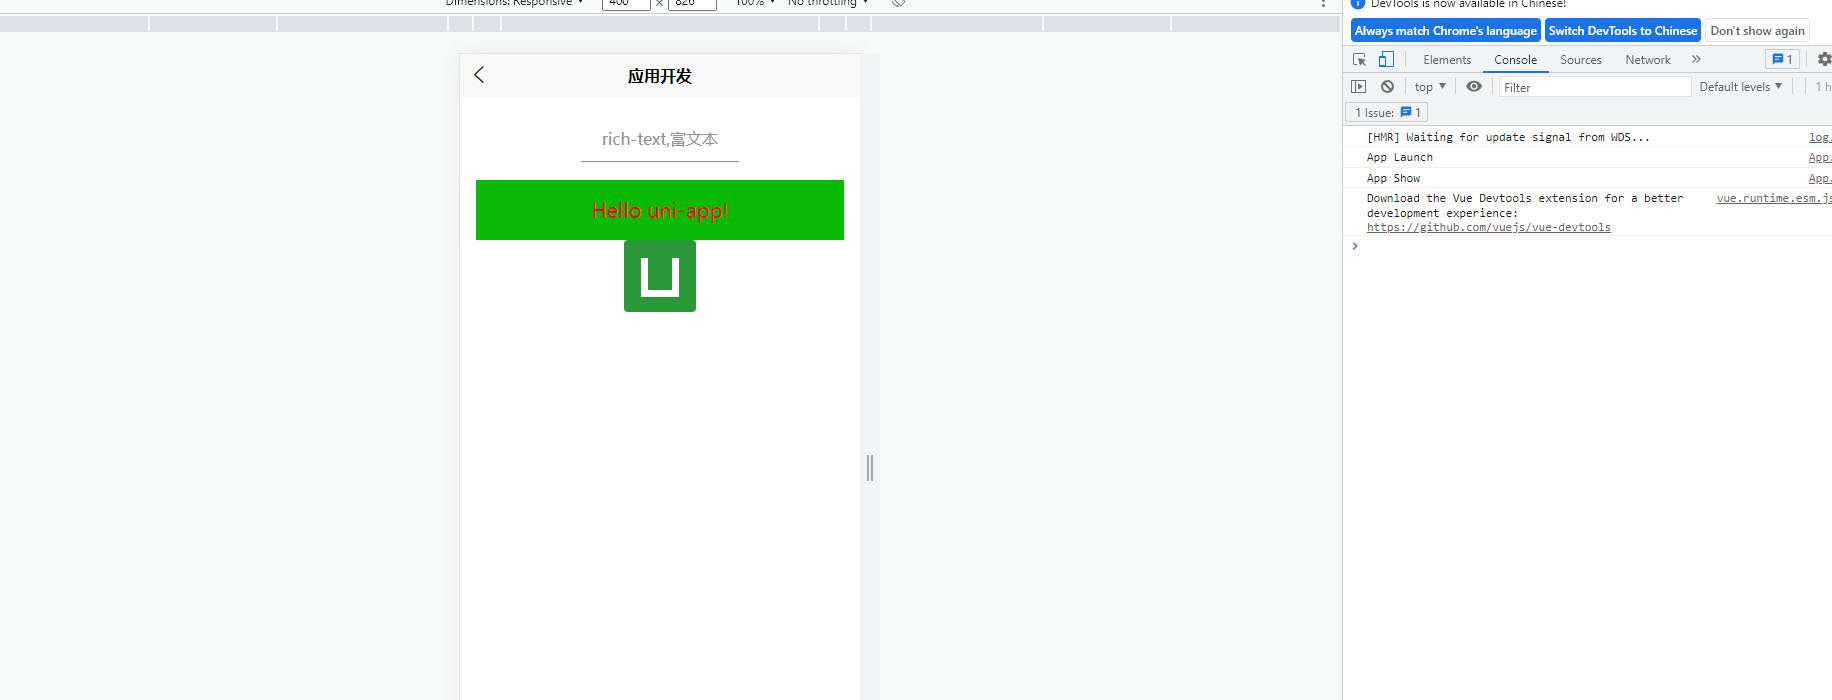 Dimensions: Responsive ▼ 400 × 826 100% ▼ No throttling ▼
DevTools is now available in Chinese!
Always match Chrome's language Switch DevTools to Chinese Don't show again
Elements Console Sources Network » 1
top ▼ Filter Default levels ▼ 1 h
1 Issue: 1
[HMR] Waiting for update signal from WDS... log.
App Launch App.
App Show App.
Download the Vue Devtools extension for a better vue.runtime.esm.js
development experience:
https://github.com/vuejs/vue-devtools
应用开发
rich-text,富文本
Hello uni-app!